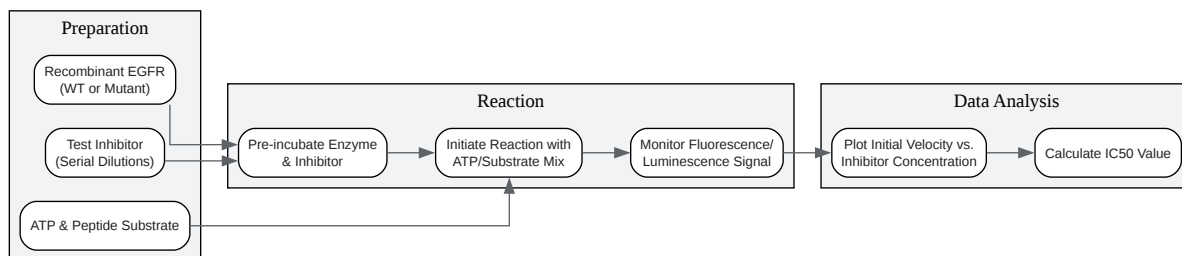 Preparation
Recombinant EGFR
(WT or Mutant)
Test Inhibitor
(Serial Dilutions)
ATP & Peptide Substrate
Reaction
Pre-incubate Enzyme
& Inhibitor
Initiate Reaction with
ATP/Substrate Mix
Monitor Fluorescence/
Luminescence Signal
Data Analysis
Plot Initial Velocity vs.
Inhibitor Concentration
Calculate IC50 Value